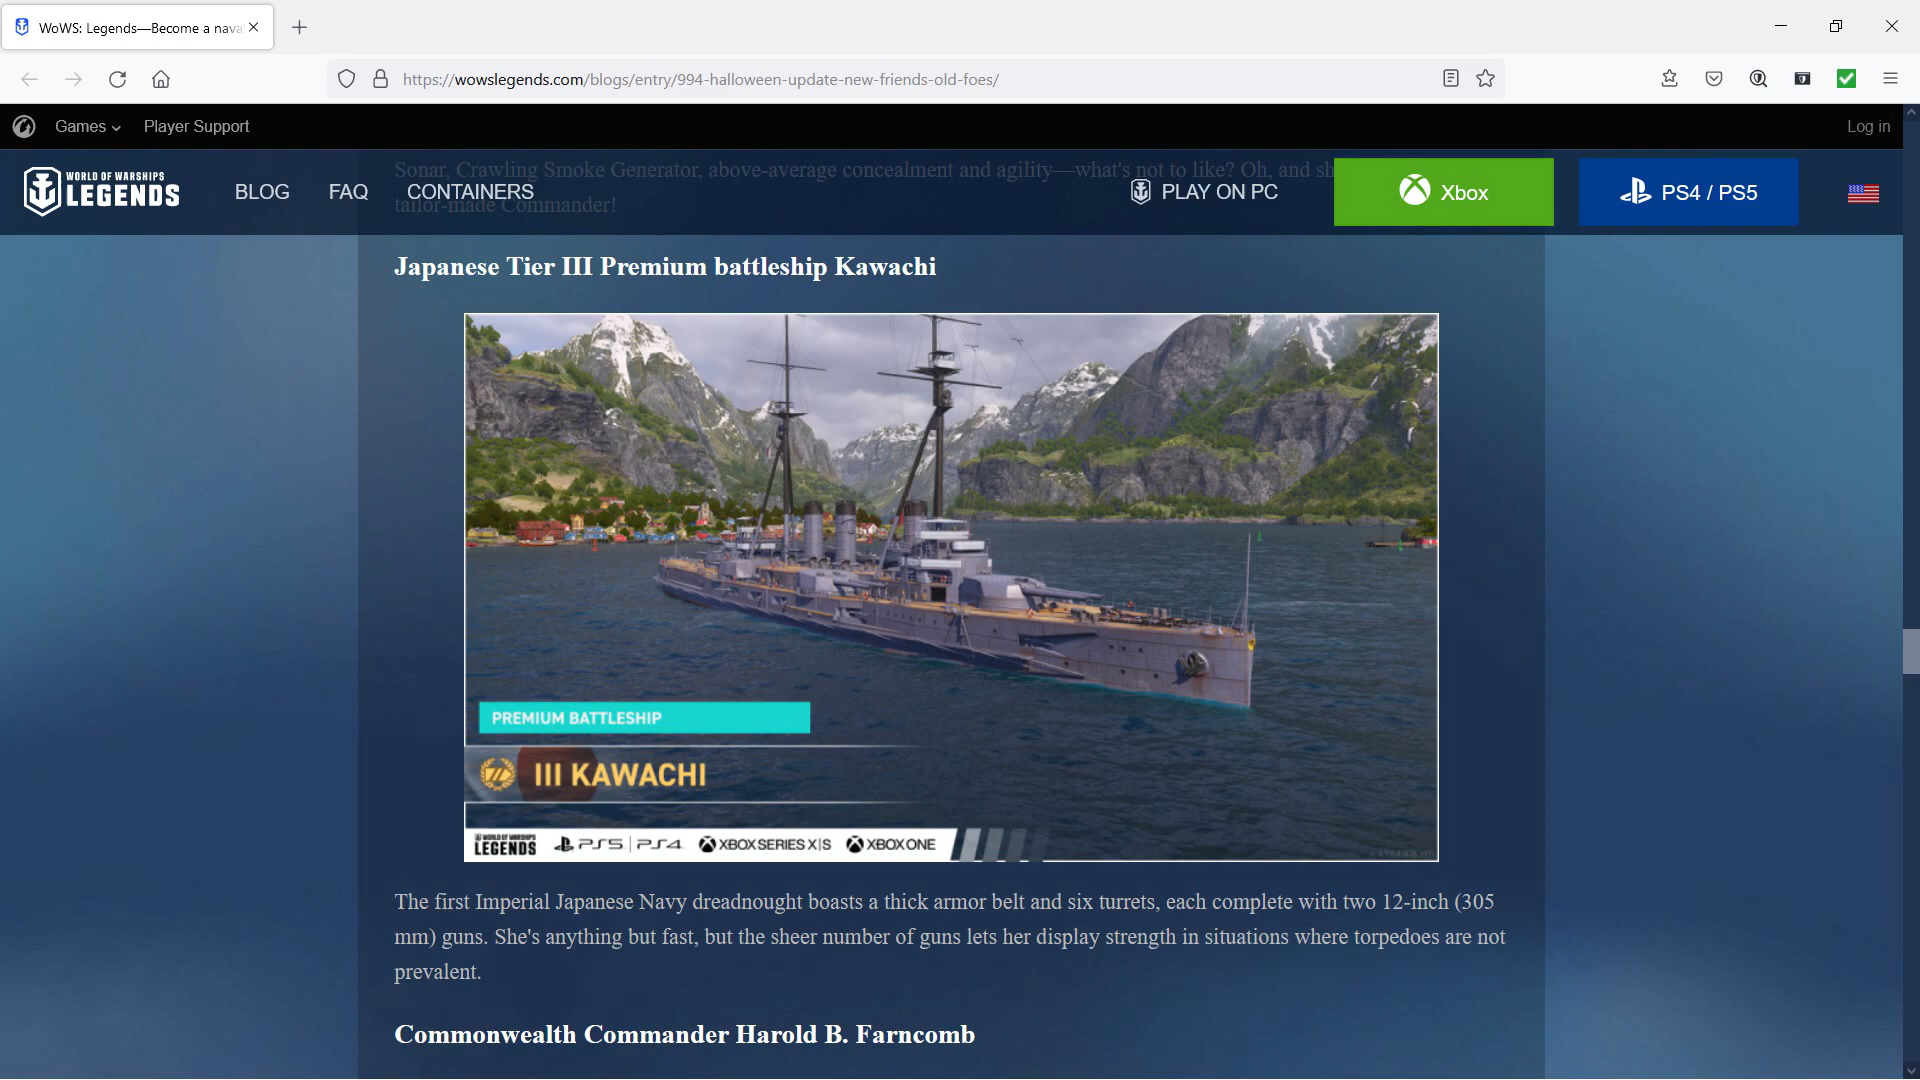 WoWS: Legends—Become a nava
https://wowslegends.com/blogs/entry/994-halloween-update-new-friends-old-foes/
Games
Player Support
Log in
Sonar, Crawling Smoke Generator, above-average concealment and agility—what's not to like? Oh, and sh
tailor-made Commander!
WORLD OF WARSHIPS
LEGENDS
BLOG
FAQ
CONTAINERS
PLAY ON PC
Xbox
PS4 / PS5
Japanese Tier III Premium battleship Kawachi
PREMIUM BATTLESHIP
III KAWACHI
WORLD OF WARSHIPS
LEGENDS
PS5 | PS4
XBOX SERIES X|S
XBOX ONE
The first Imperial Japanese Navy dreadnought boasts a thick armor belt and six turrets, each complete with two 12-inch (305
mm) guns. She's anything but fast, but the sheer number of guns lets her display strength in situations where torpedoes are not
prevalent.
Commonwealth Commander Harold B. Farncomb